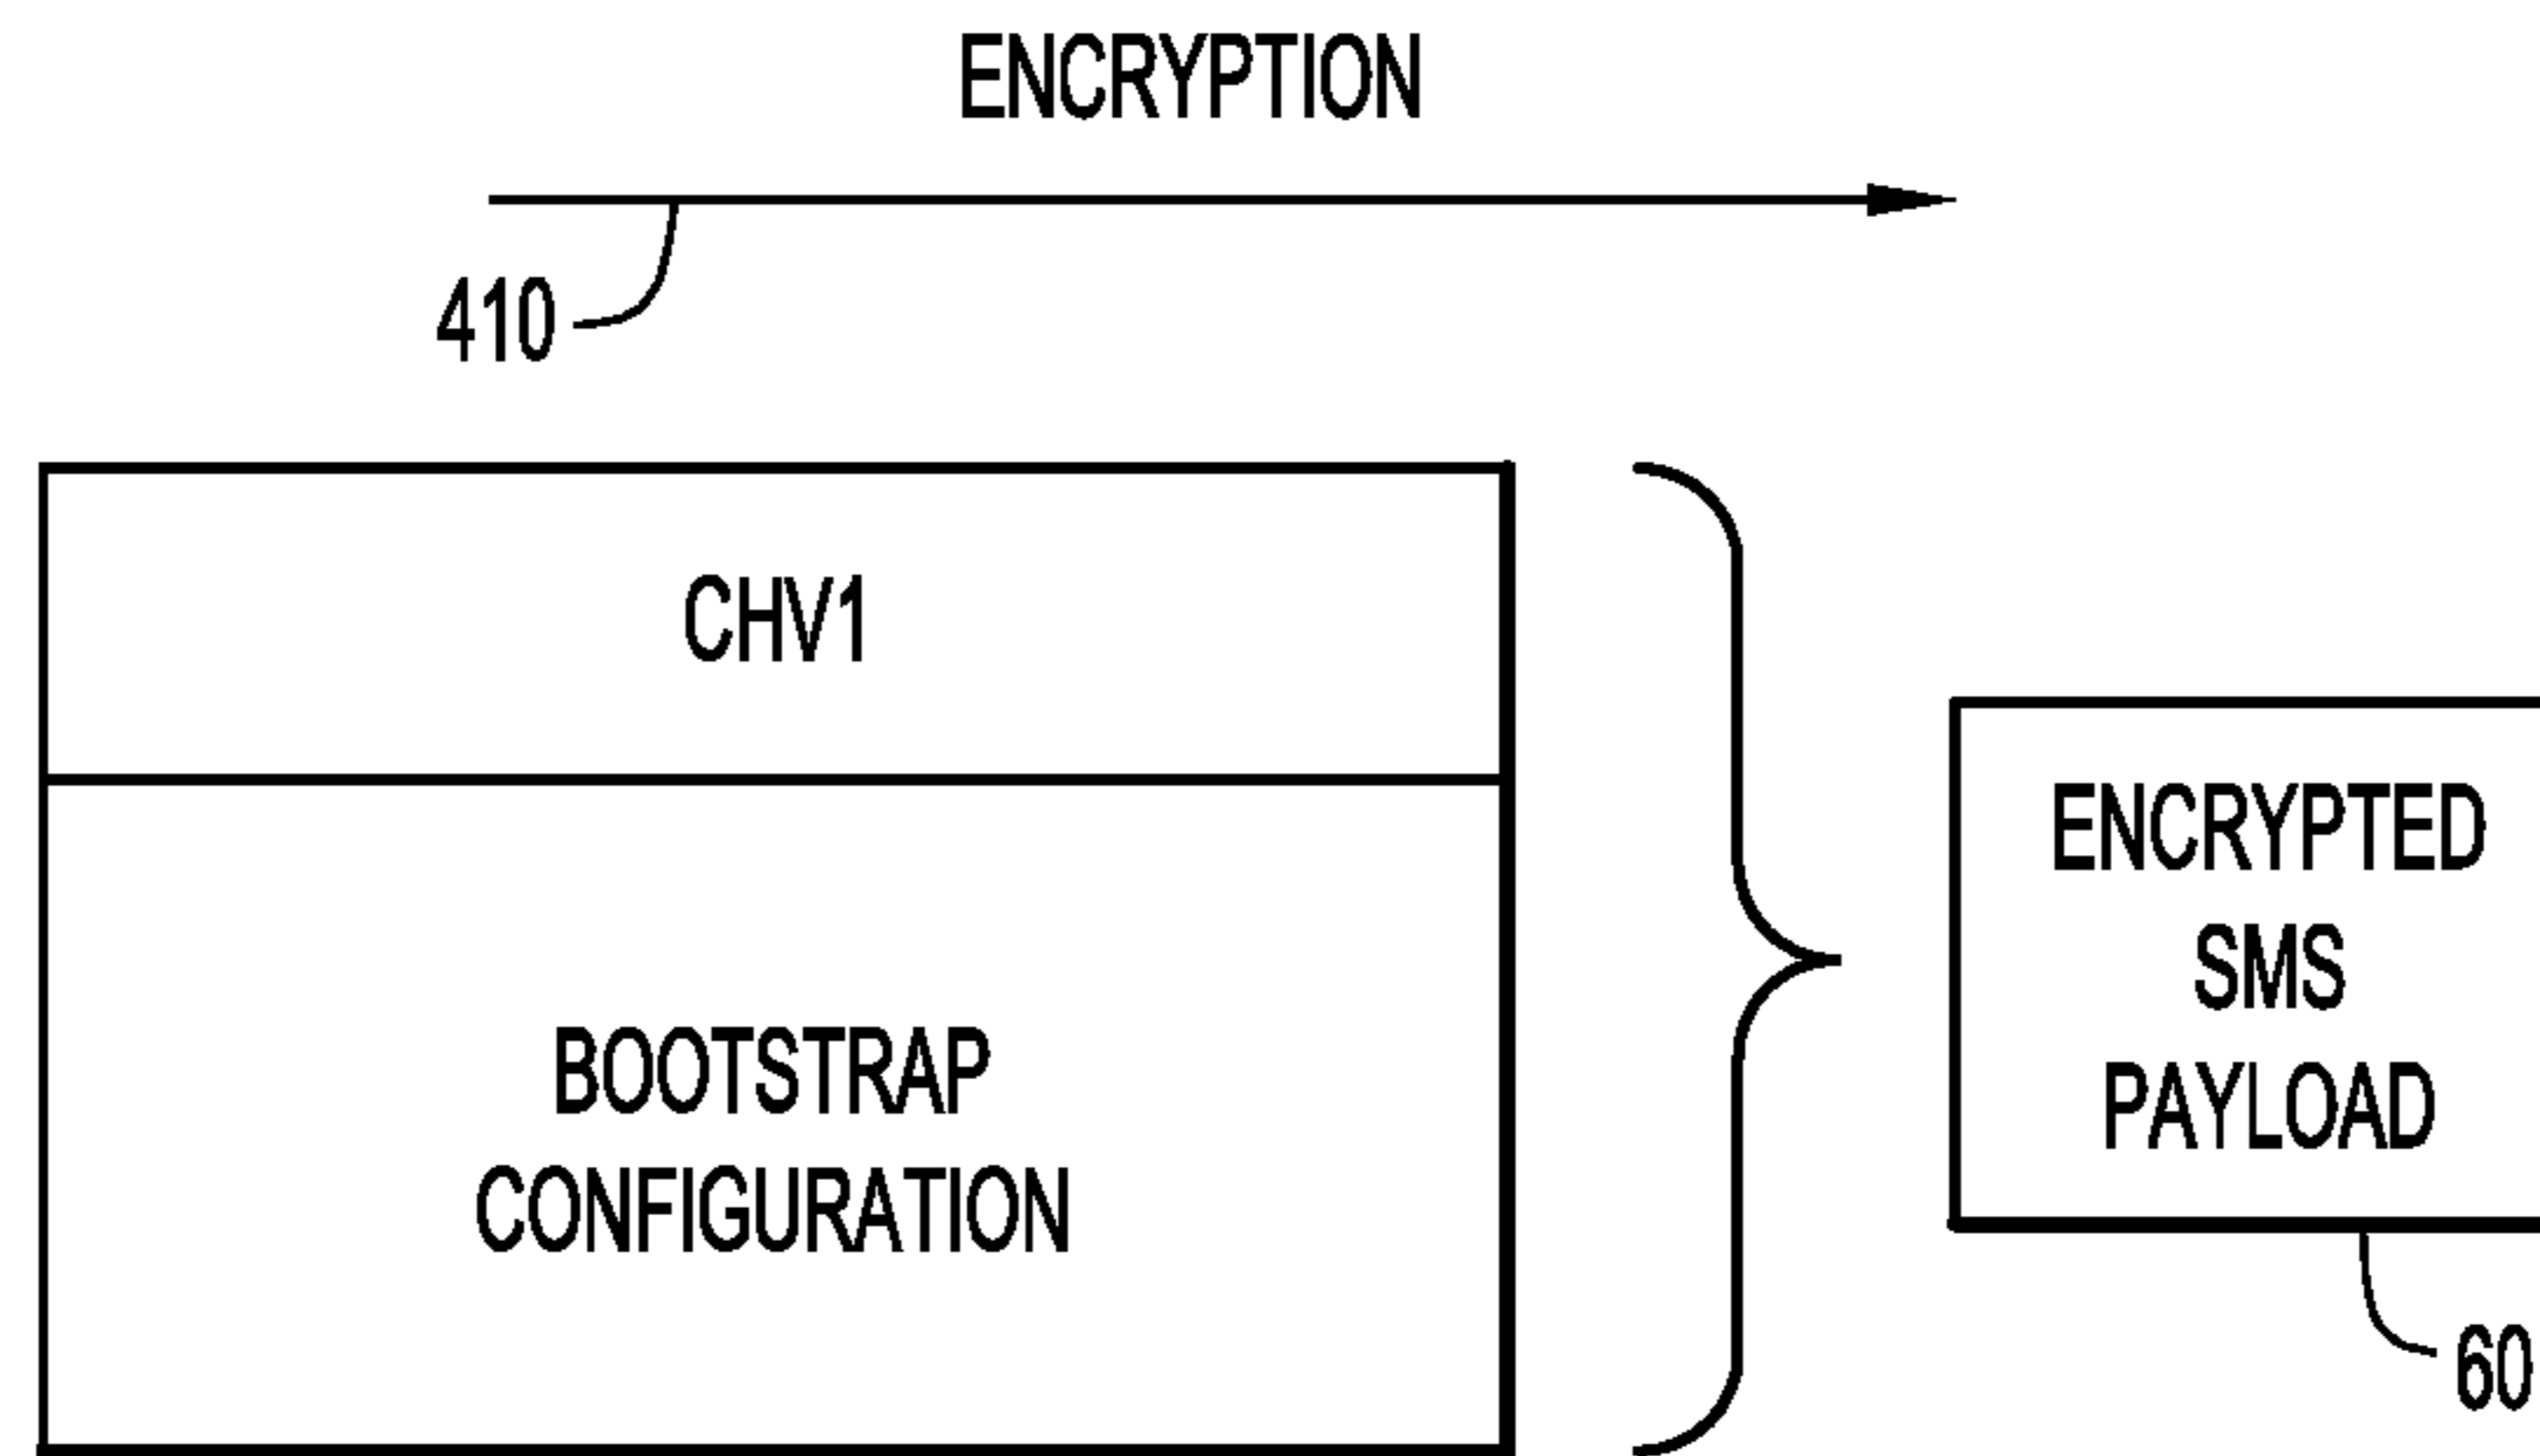 ENCRYPTION
410
CHV1
BOOTSTRAP
CONFIGURATION
ENCRYPTED
SMS
PAYLOAD
60